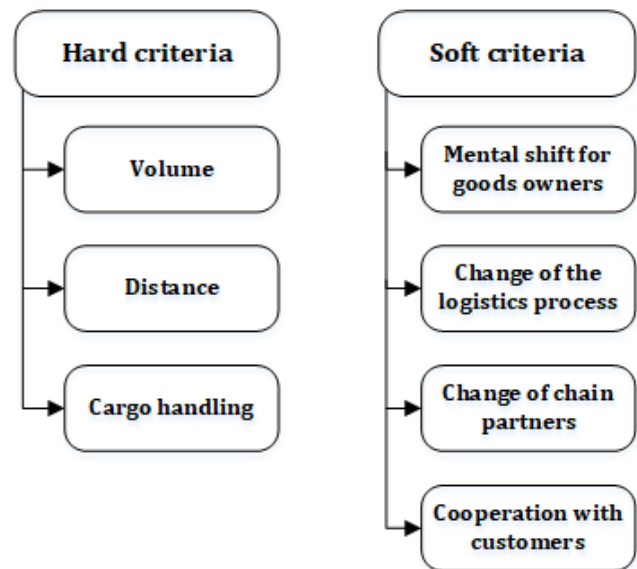 Hard criteria
Volume
Distance
Cargo handling
Soft criteria
Mental shift for
goods owners
Change of the
logistics process
Change of chain
partners
Cooperation with
customers